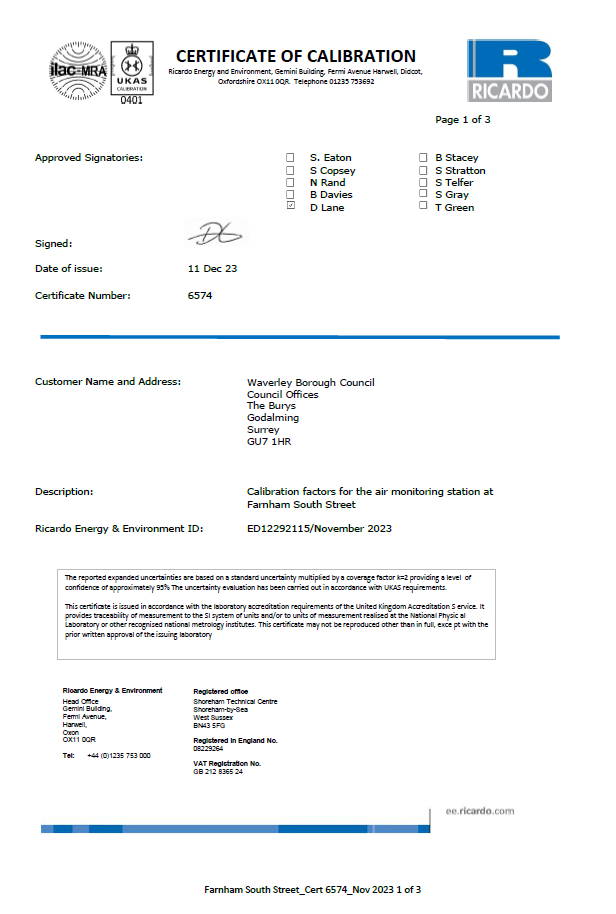 ilac-MRA
UKAS
CALIBRATION
0401
CERTIFICATE OF CALIBRATION
Ricardo Energy and Environment, Gemini Building, Fermi Avenue Harwell, Didcot,
Oxfordshire OX11 0QR. Telephone 01235 753692
R
RICARDO
Page 1 of 3
Approved Signatories:
S. Eaton
B Stacey
S Copsey
S Stratton
N Rand
S Telfer
B Davies
S Gray
D Lane
T Green
Signed:
Date of issue:
11 Dec 23
Certificate Number:
6574
Customer Name and Address:
Waverley Borough Council
Council Offices
The Burys
Godalming
Surrey
GU7 1HR
Description:
Calibration factors for the air monitoring station at
Farnham South Street
Ricardo Energy & Environment ID:
ED12292115/November 2023
The reported expanded uncertainties are based on a standard uncertainty multiplied by a coverage factor k=2 providing a level of
confidence of approximately 95% The uncertainty evaluation has been carried out in accordance with UKAS requirements.
This certificate is issued in accordance with the laboratory accreditation requirements of the United Kingdom Accreditation S ervice. It
provides traceability of measurement to the SI system of units and/or to units of measurement realised at the National Physic al
Laboratory or other recognised national metrology institutes. This certificate may not be reproduced other than in full, exce pt with the
prior written approval of the issuing laboratory
Ricardo Energy & Environment
Head Office
Gemini Building,
Fermi Avenue,
Harwell,
Oxon
OX11 0QR
Tel: +44 (0)1235 753 000
Registered office
Shoreham Technical Centre
Shoreham-by-Sea
West Sussex
BN43 5FG
Registered in England No.
08229264
VAT Registration No.
GB 212 8365 24
ee.ricardo.com
Farnham South Street_Cert 6574_Nov 2023 1 of 3